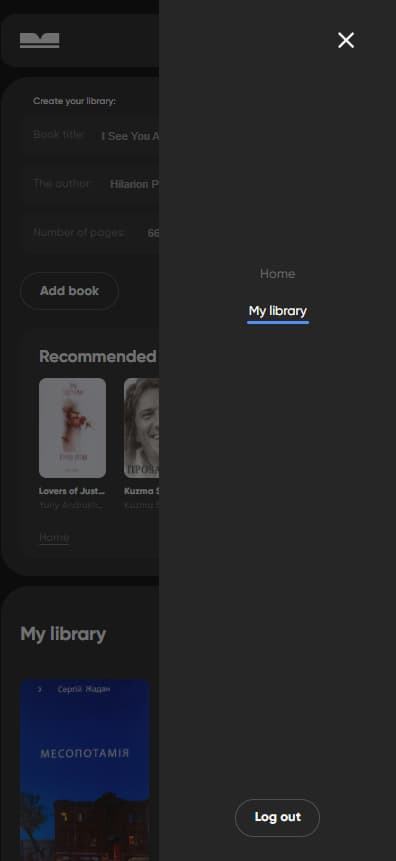 Create your library:
Book title: I See You A
The author: Hilarion P
Number of pages: 66
Add book
Recommended
ПРОЗА
Lovers of Just...
Kuzma S
Yuriy Andrukh...
Kuzma S
Home
My library
Сергій Жадан
МЕСОПОТАМІЯ
Home
My library
Log out